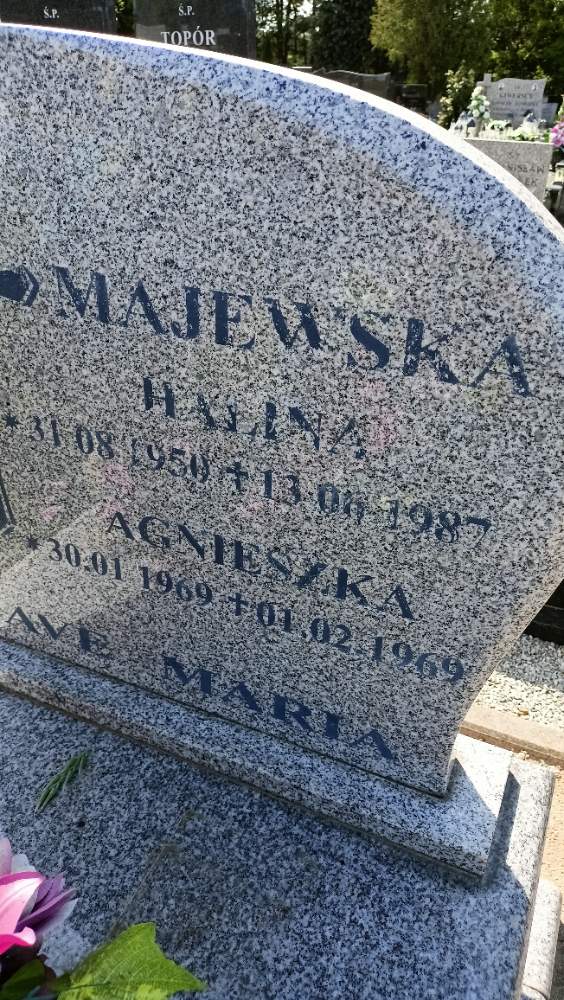 Ś.P.
Ś.P.
TOPÓR
MAJEWSKA
HALINA
* 31 08 1950 + 13 06 1987
AGNIESZKA
* 30.01 1969 + 01.02.1969
AVE MARIA